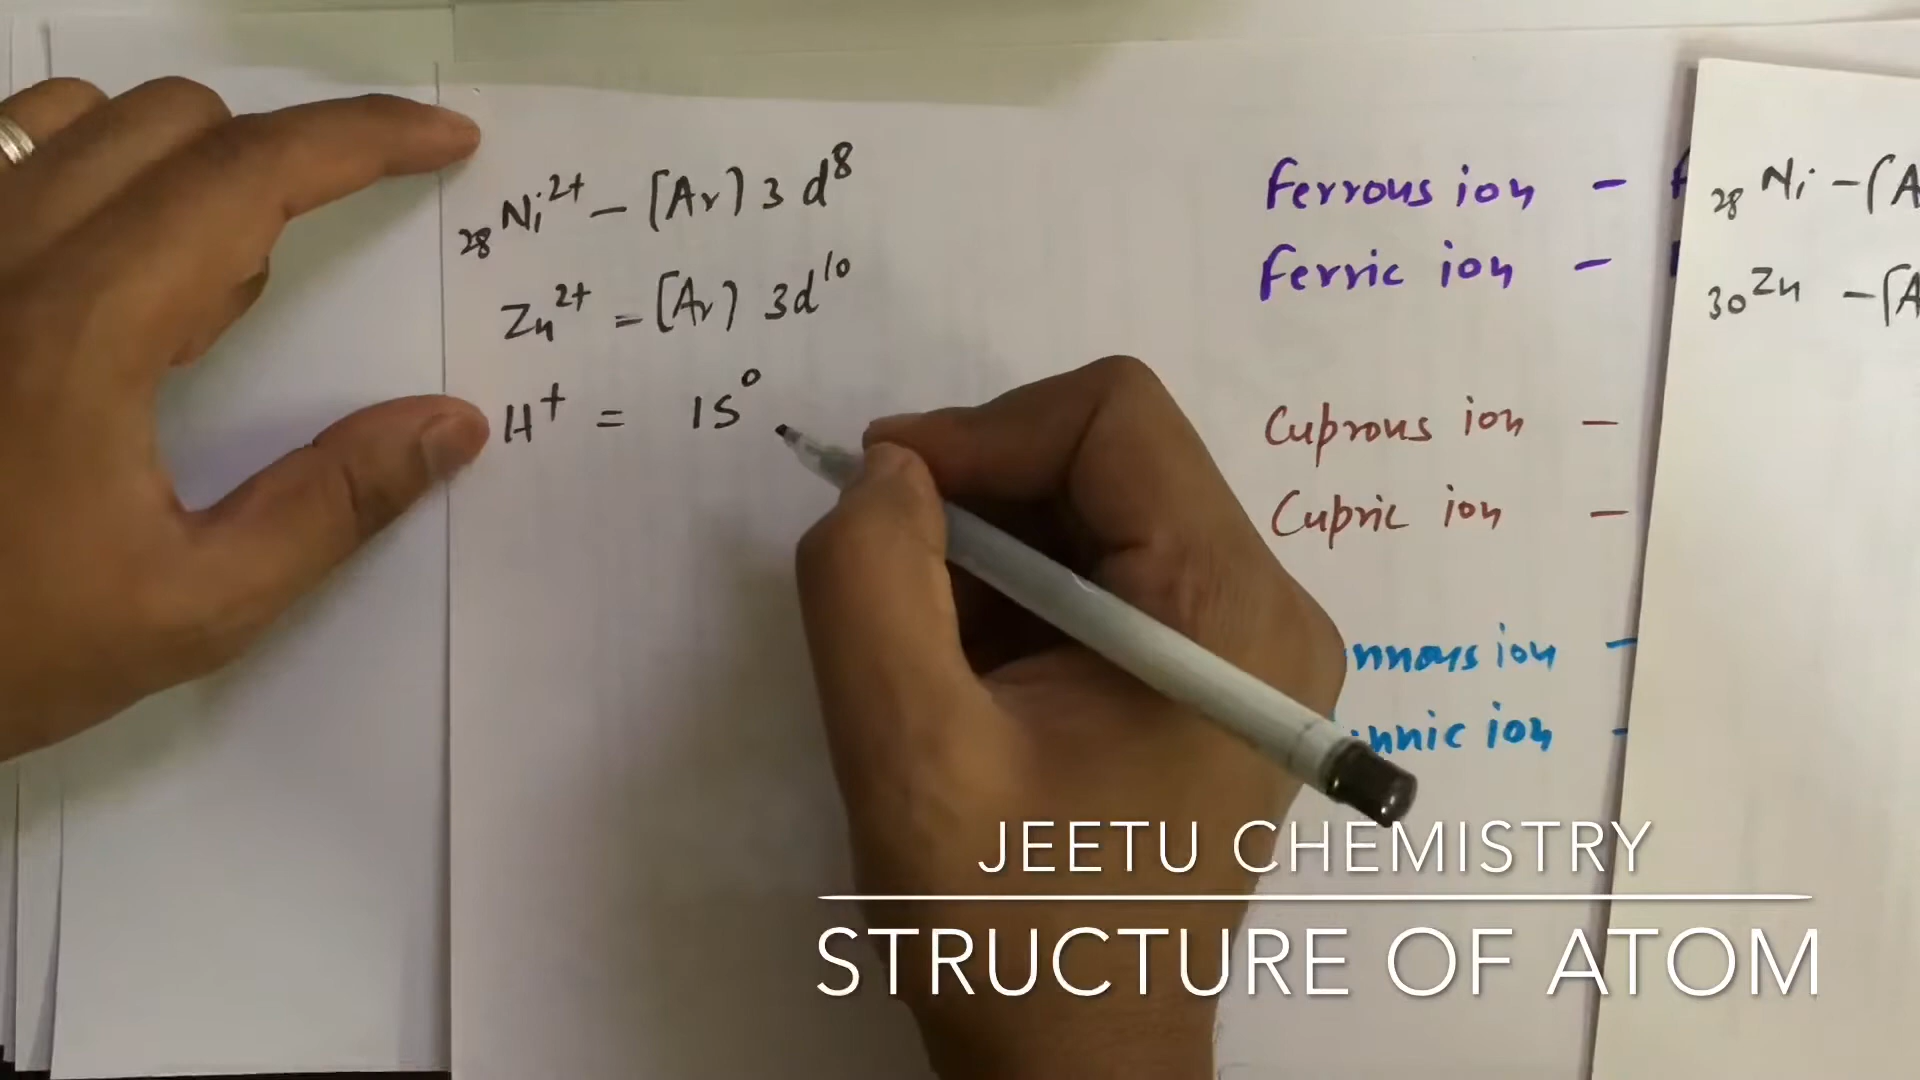 ₂₈Ni²⁺ – [Ar] 3d⁸
Zn²⁺ = [Ar] 3d¹⁰
H⁺ = 1S⁰
Ferrous ion –
Ferric ion –
Cuprous ion –
Cupric ion –
ion –
ion -
₂₈Ni – [A
₃₀Zn – [A
JEETU CHEMISTRY
STRUCTURE OF ATOM